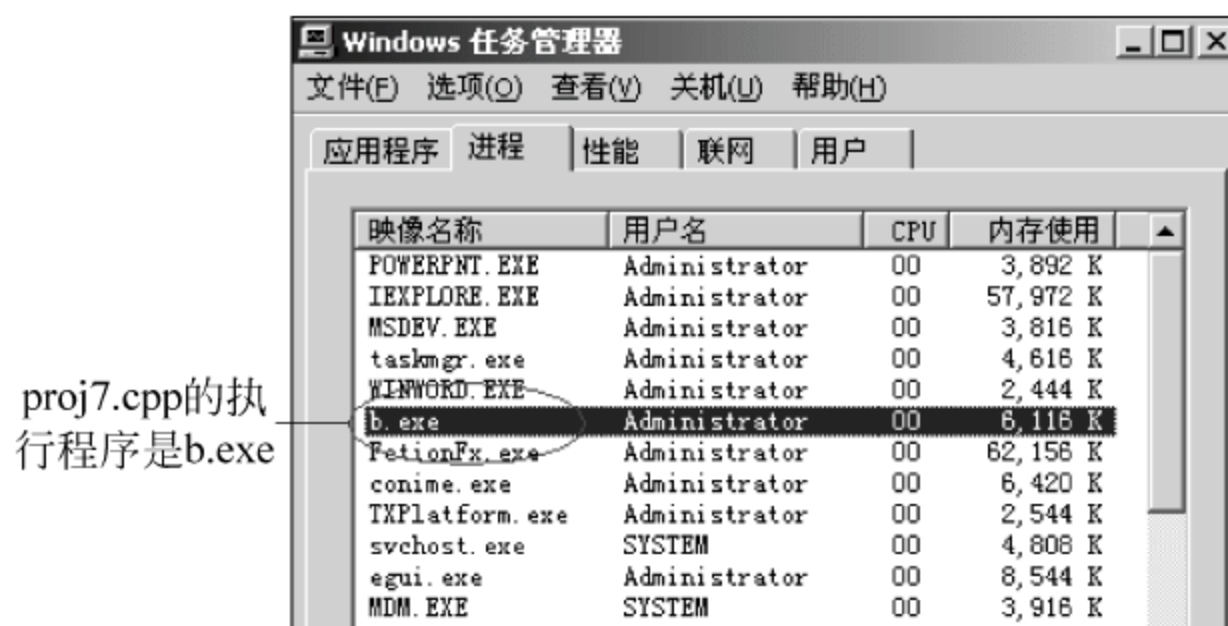 Windows 任务管理器
文件(F) 选项(O) 查看(V) 关机(U) 帮助(H)
应用程序 进程 性能 联网 用户
映像名称 用户名 CPU 内存使用
POWERPNT.EXE Administrator 00 3,892 K
IEXPLORE.EXE Administrator 00 57,972 K
MSDEV.EXE Administrator 00 3,816 K
taskmgr.exe Administrator 00 4,616 K
WINWORD.EXE Administrator 00 2,444 K
b.exe Administrator 00 6,116 K
FetionFx.exe Administrator 00 62,156 K
conime.exe Administrator 00 6,420 K
TXPlatform.exe Administrator 00 2,544 K
svchost.exe SYSTEM 00 4,808 K
egui.exe Administrator 00 8,544 K
MDM.EXE SYSTEM 00 3,916 K
proj7.cpp的执
行程序是b.exe